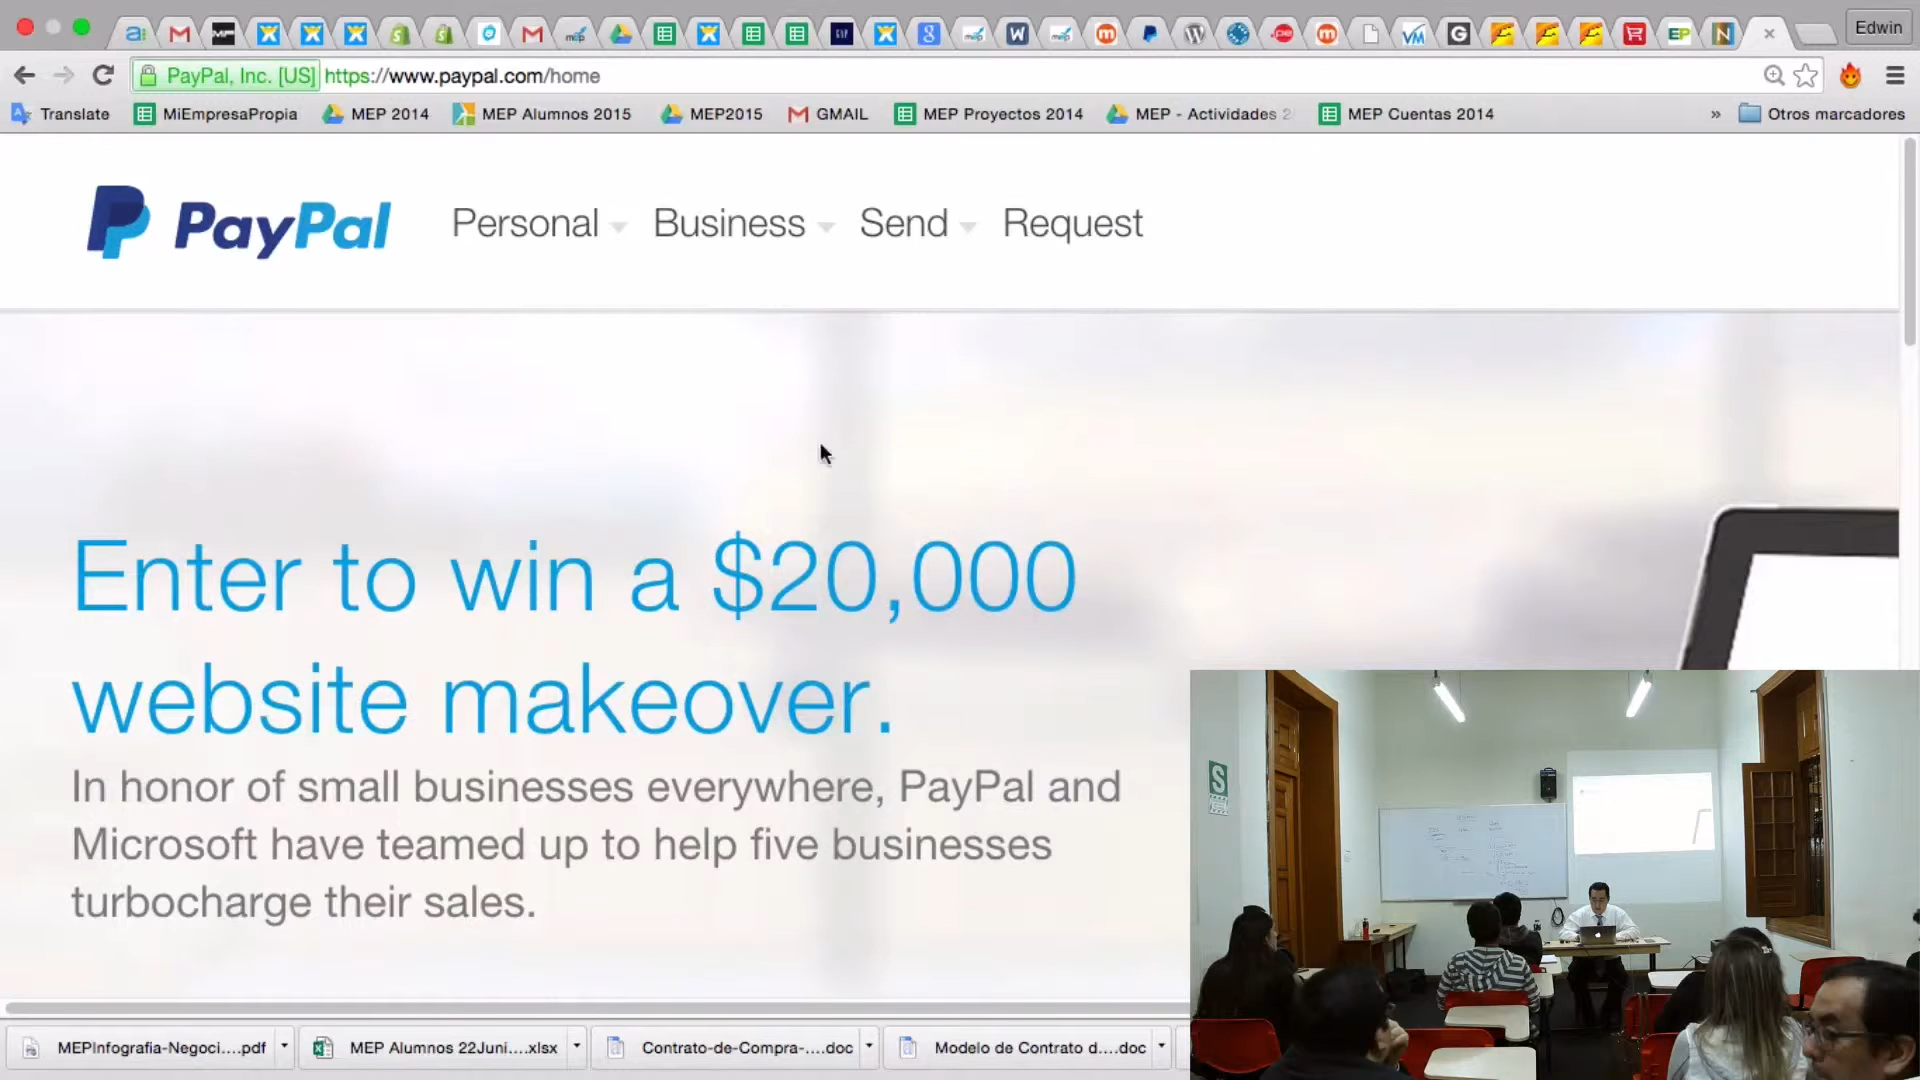 Edwin
PayPal, Inc. [US] https://www.paypal.com/home
Translate MiEmpresaPropia MEP 2014 MEP Alumnos 2015 MEP2015 GMAIL MEP Proyectos 2014 MEP - Actividades 2 MEP Cuentas 2014 » Otros marcadores
PayPal Personal Business Send Request
Enter to win a $20,000
website makeover.
In honor of small businesses everywhere, PayPal and
Microsoft have teamed up to help five businesses
turbocharge their sales.
S
MEPInfografia-Negoci....pdf MEP Alumnos 22Juni....xlsx Contrato-de-Compra-....doc Modelo de Contrato d....doc